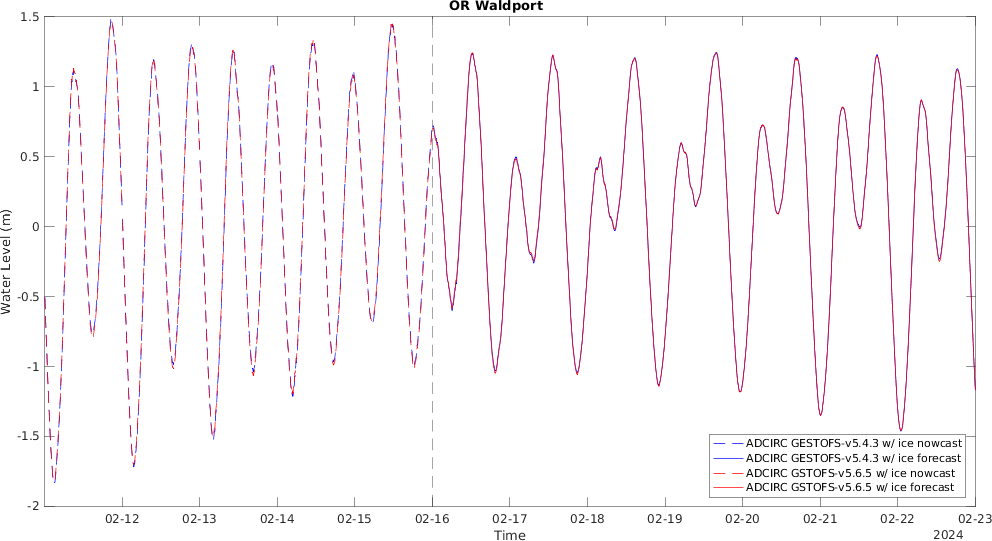 OR Waldport
1.5
1
0.5
0
-0.5
-1
-1.5
-2
Water Level (m)
ADCIRC GESTOFS-v5.4.3 w/ ice nowcast
ADCIRC GESTOFS-v5.4.3 w/ ice forecast
ADCIRC GSTOFS-v5.6.5 w/ ice nowcast
ADCIRC GSTOFS-v5.6.5 w/ ice forecast
02-12 02-13 02-14 02-15 02-16 02-17 02-18 02-19 02-20 02-21 02-22 02-23
Time
2024